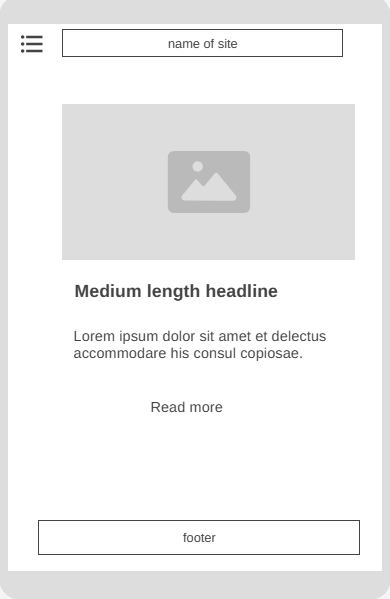 name of site
Medium length headline
Lorem ipsum dolor sit amet et delectus
accommodare his consul copiosae.
Read more
footer